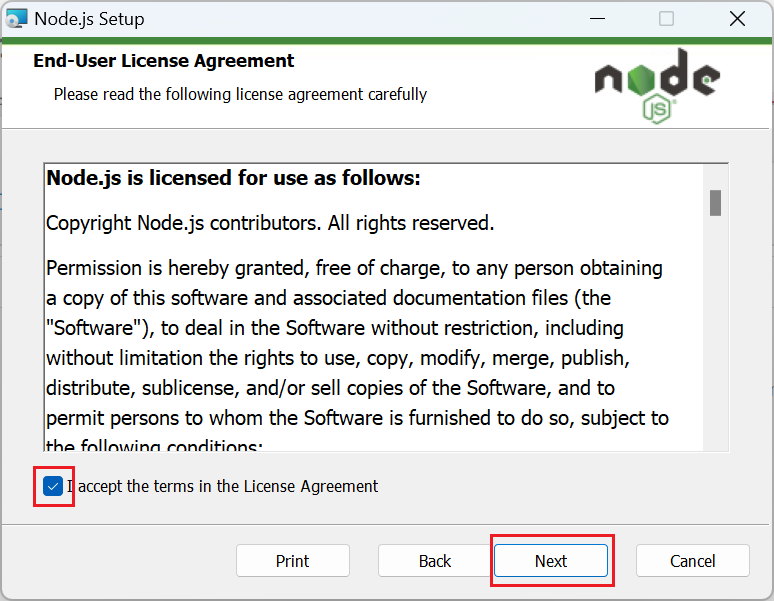 Node.js Setup
End-User License Agreement
Please read the following license agreement carefully
node
JS
Node.js is licensed for use as follows:
Copyright Node.js contributors. All rights reserved.
Permission is hereby granted, free of charge, to any person obtaining
a copy of this software and associated documentation files (the
"Software"), to deal in the Software without restriction, including
without limitation the rights to use, copy, modify, merge, publish,
distribute, sublicense, and/or sell copies of the Software, and to
permit persons to whom the Software is furnished to do so, subject to
the following conditions:
I accept the terms in the License Agreement
Print
Back
Next
Cancel